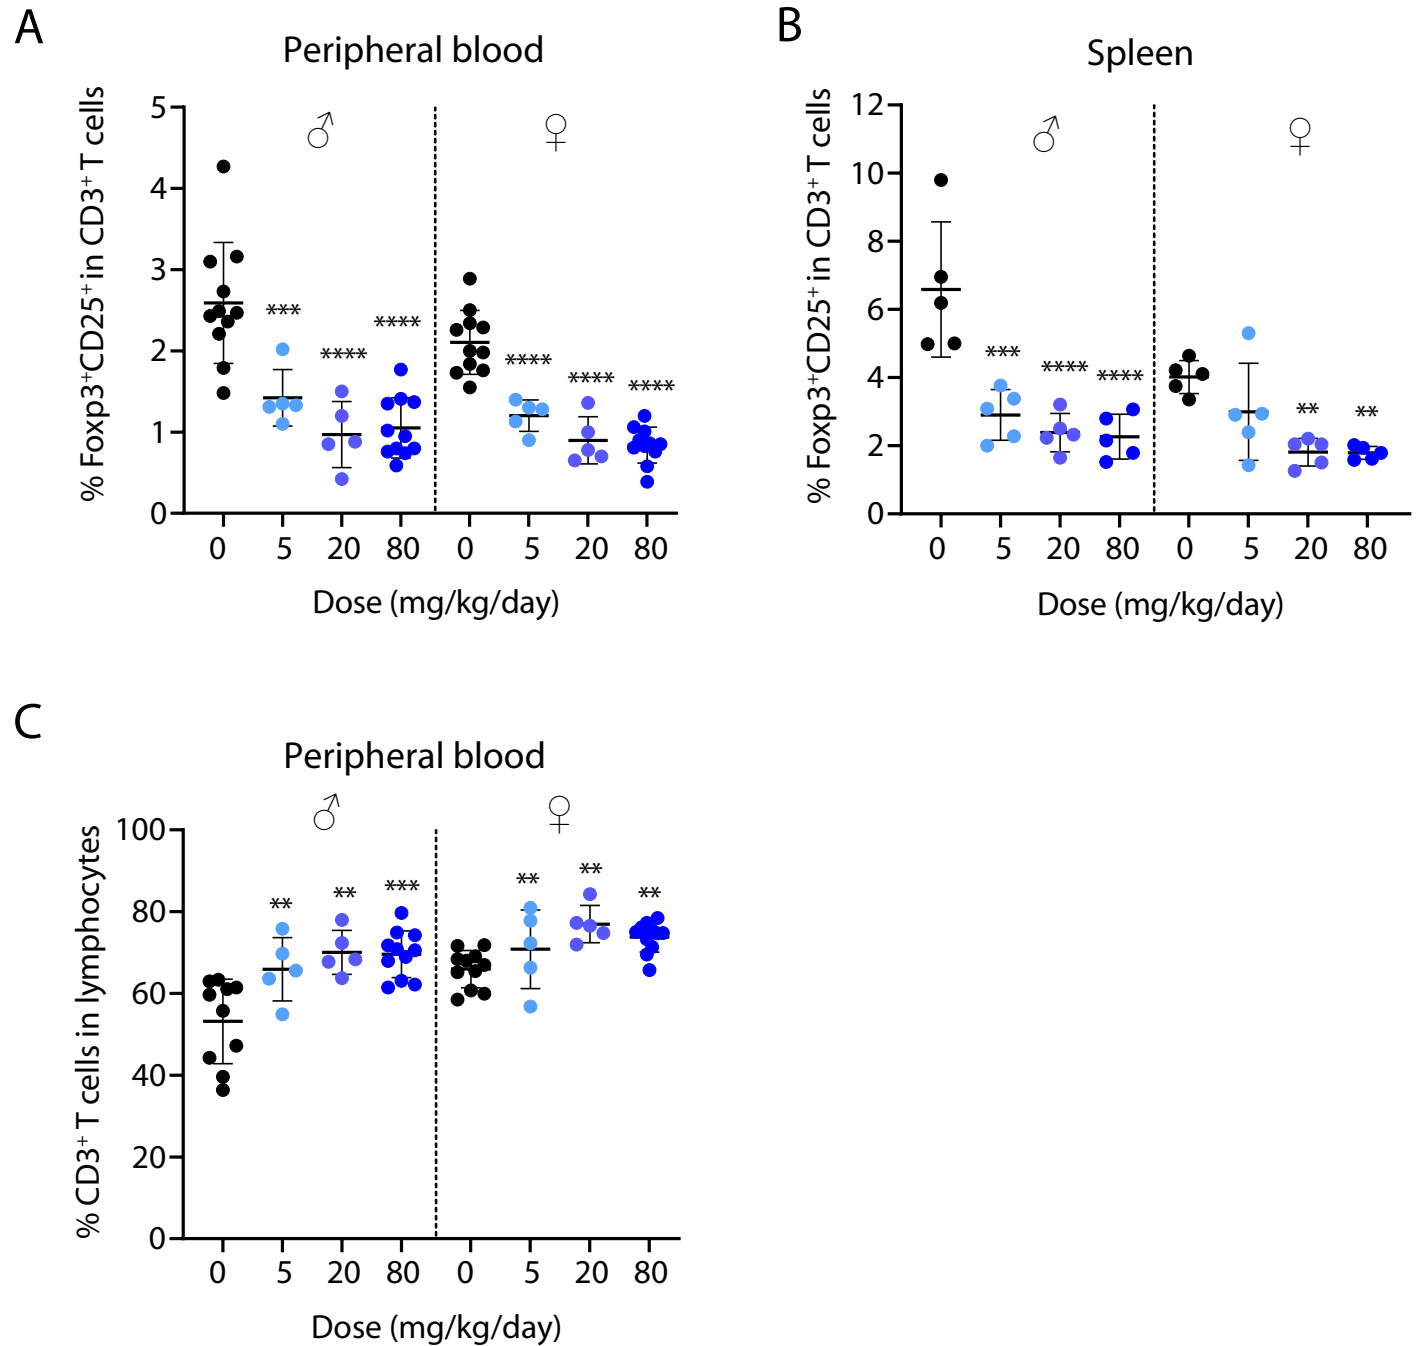 A
Peripheral blood
% Foxp3⁺CD25⁺ in CD3⁺ T cells
5
4
3
2
1
0
♂
♀
***
****
****
****
****
****
0 5 20 80 0 5 20 80
Dose (mg/kg/day)
B
Spleen
% Foxp3⁺CD25⁺ in CD3⁺ T cells
12
10
8
6
4
2
0
♂
♀
***
****
****
**
**
0 5 20 80 0 5 20 80
Dose (mg/kg/day)
C
Peripheral blood
% CD3⁺ T cells in lymphocytes
100
80
60
40
20
0
♂
♀
**
**
***
**
**
**
0 5 20 80 0 5 20 80
Dose (mg/kg/day)